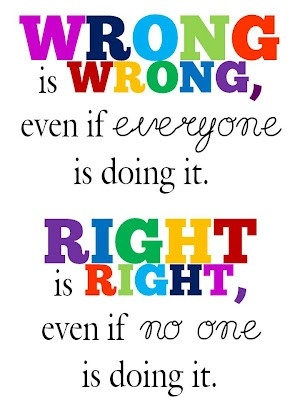 WRONG
is WRONG,
even if everyone
is doing it.
RIGHT
is RIGHT,
even if no one
is doing it.